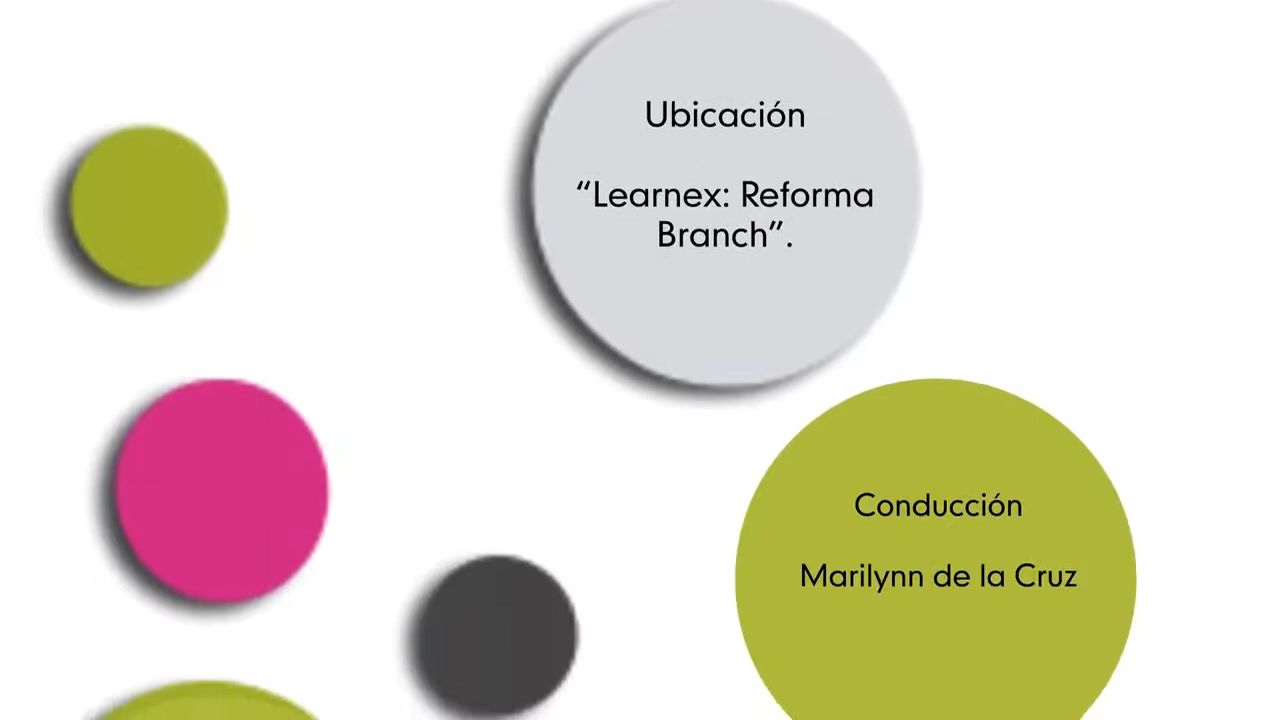 Ubicación
“Learnex: Reforma
Branch”.
Conducción
Marilynn de la Cruz